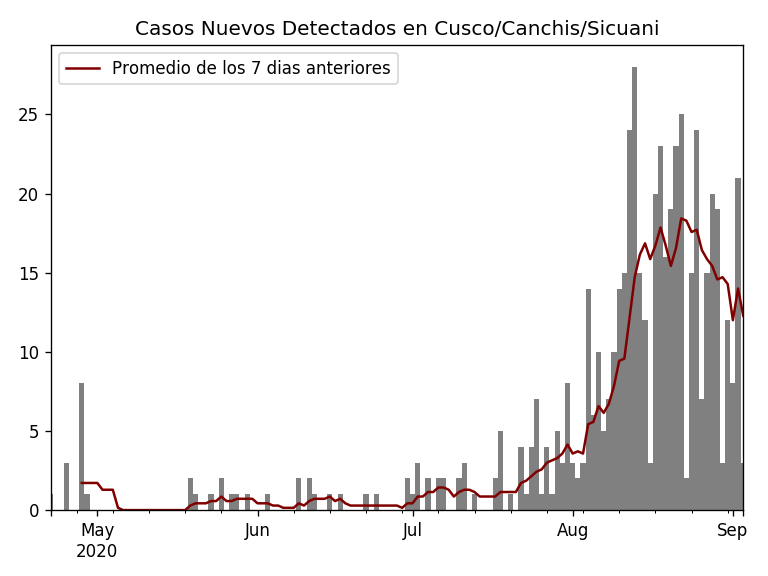 Casos Nuevos Detectados en Cusco/Canchis/Sicuani
Promedio de los 7 dias anteriores
25
20
15
10
5
0
May Jun Jul Aug Sep
2020